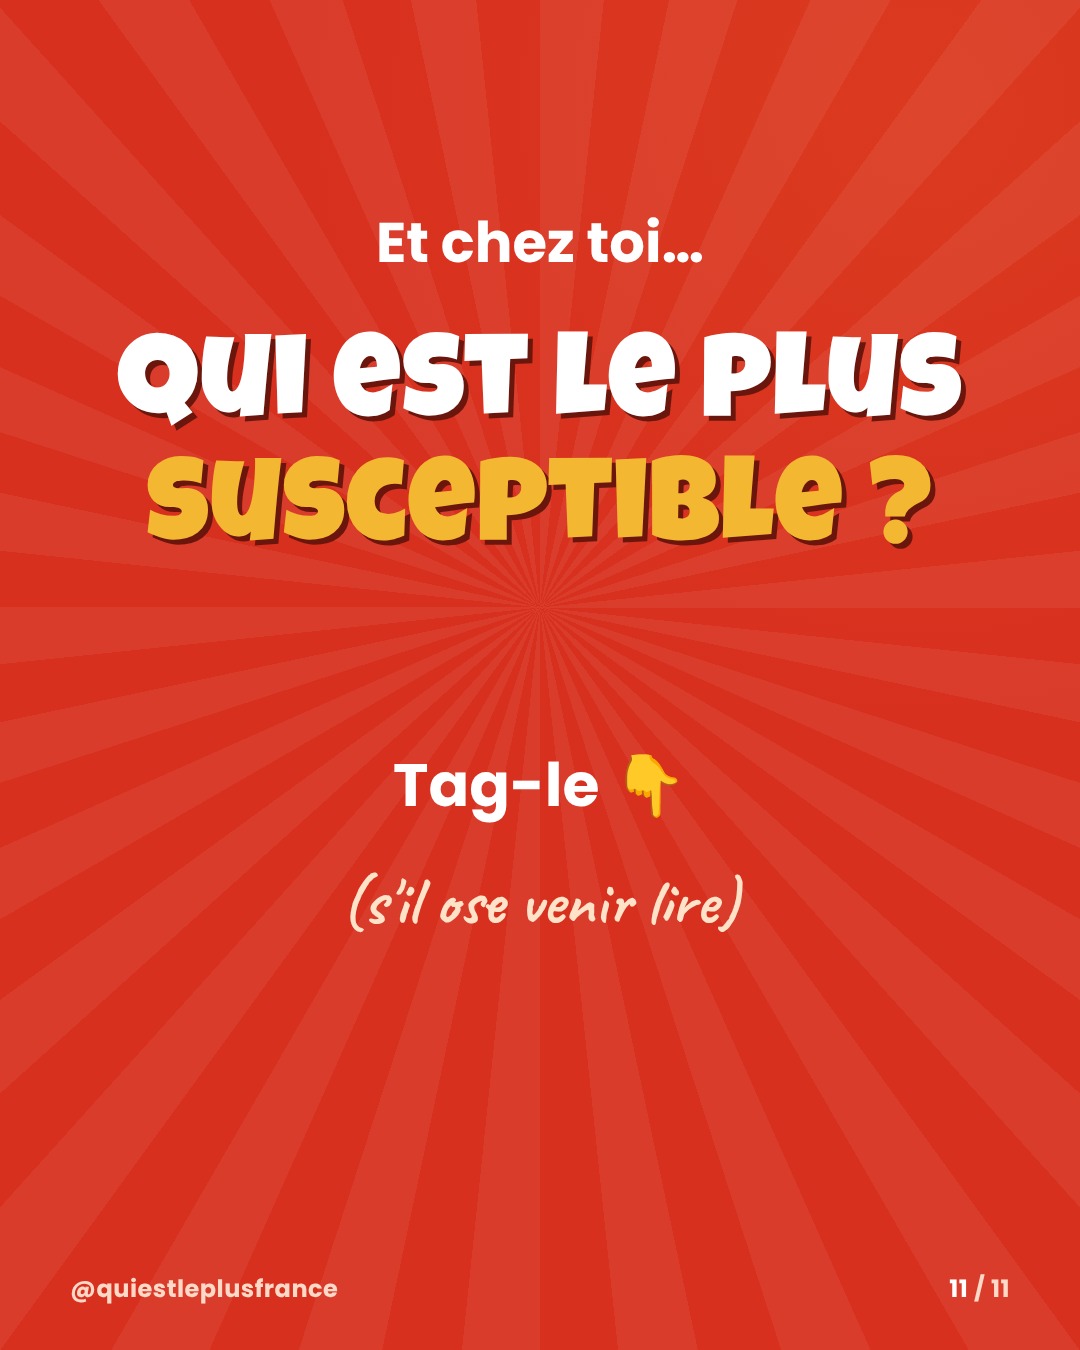 Et chez toi...
QUI EST LE PLUS
SUSCEPTIBLE ?
Tag-le 👇
(s'il ose venir lire)
@quiestleplusfrance
11 / 11